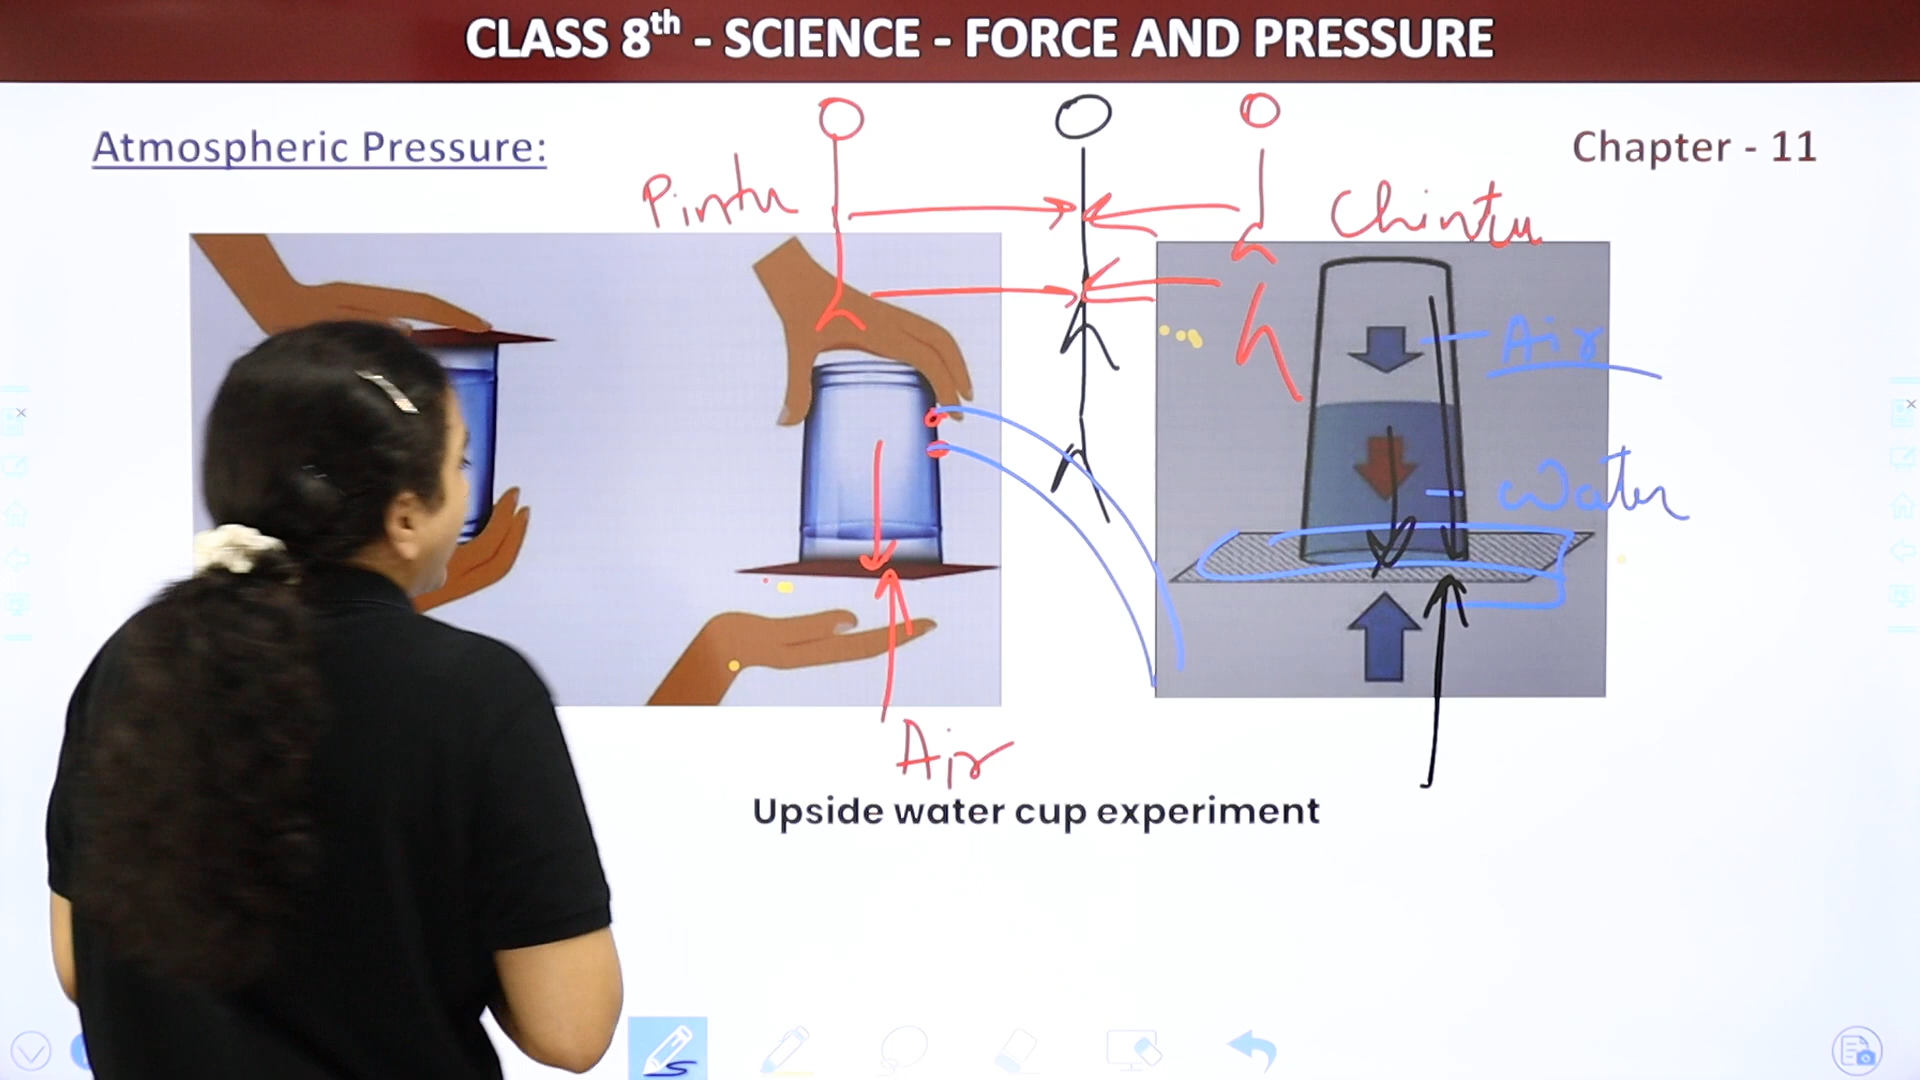 CLASS 8th - SCIENCE - FORCE AND PRESSURE
Atmospheric Pressure:
Chapter - 11
Pintu
Chintu
Air
Water
Air
Upside water cup experiment